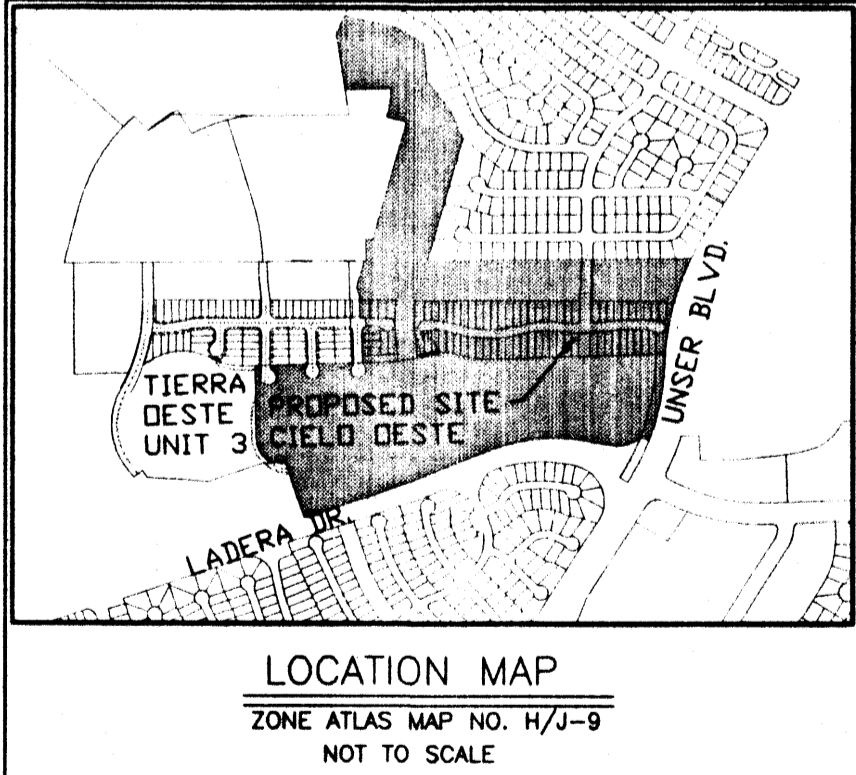 UNSER BLVD.
TIERRA
OESTE
UNIT 3
PROPOSED SITE
CIELO OESTE
LADERA DR.
LOCATION MAP
ZONE ATLAS MAP NO. H/J-9
NOT TO SCALE